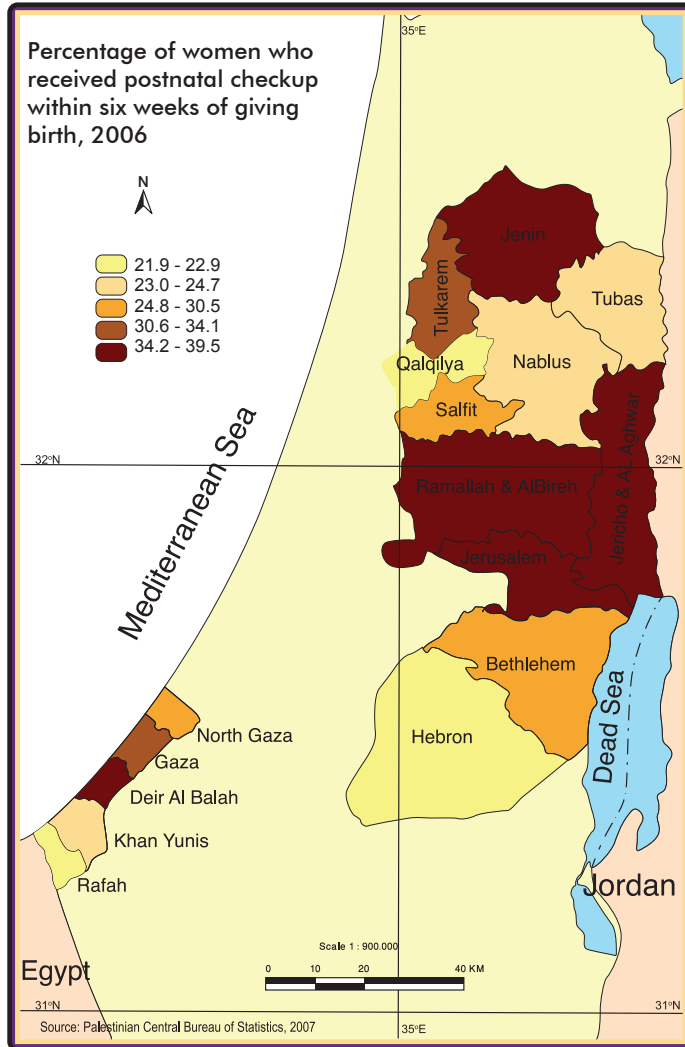 35°E
Percentage of women who
received postnatal checkup
within six weeks of giving
birth, 2006
N
21.9 - 22.9
23.0 - 24.7
24.8 - 30.5
30.6 - 34.1
34.2 - 39.5
Jenin
Tulkarem
Tubas
Qalqilya
Nablus
Salfit
Mediterranean Sea
32°N
32°N
Ramallah & AlBireh
Jericho & AL Aghwar
Jerusalem
Bethlehem
Dead Sea
Hebron
North Gaza
Gaza
Deir Al Balah
Khan Yunis
Rafah
Jordan
Egypt
Scale 1 : 900.000
0 10 20 40 KM
31°N
31°N
Source: Palestinian Central Bureau of Statistics, 2007
35°E